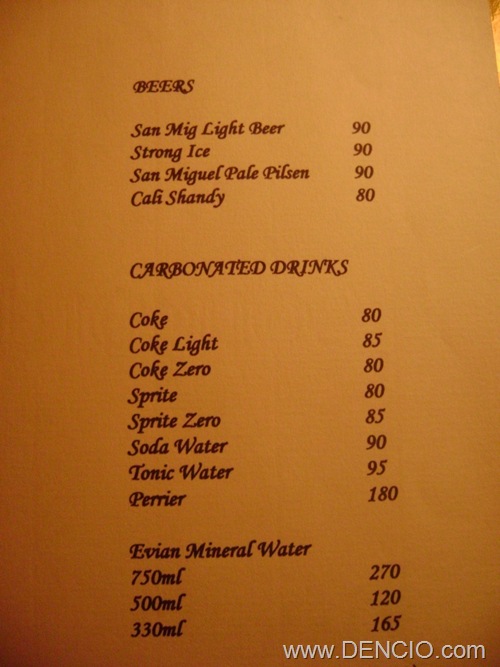 BEERS
San Mig Light Beer 90
Strong Ice 90
San Miguel Pale Pilsen 90
Cali Shandy 80
CARBONATED DRINKS
Coke 80
Coke Light 85
Coke Zero 80
Sprite 80
Sprite Zero 85
Soda Water 90
Tonic Water 95
Perrier 180
Evian Mineral Water
750ml 270
500ml 120
330ml 165
www.DENCIO.com